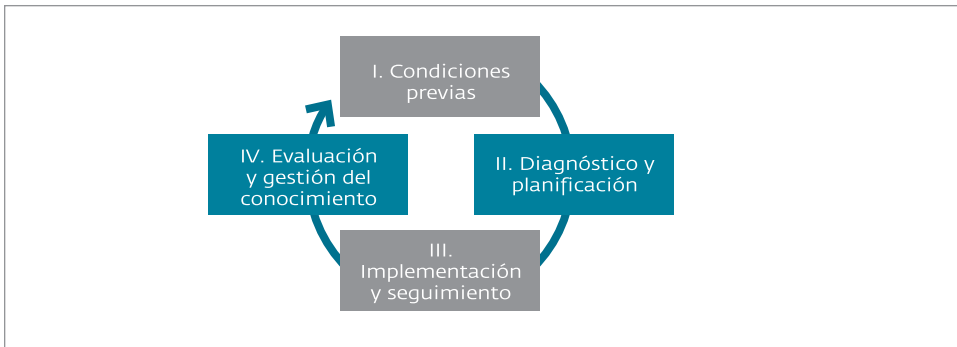 I. Condiciones
previas
II. Diagnóstico y
planificación
III.
Implementación
y seguimiento
IV. Evaluación
y gestión del
conocimiento